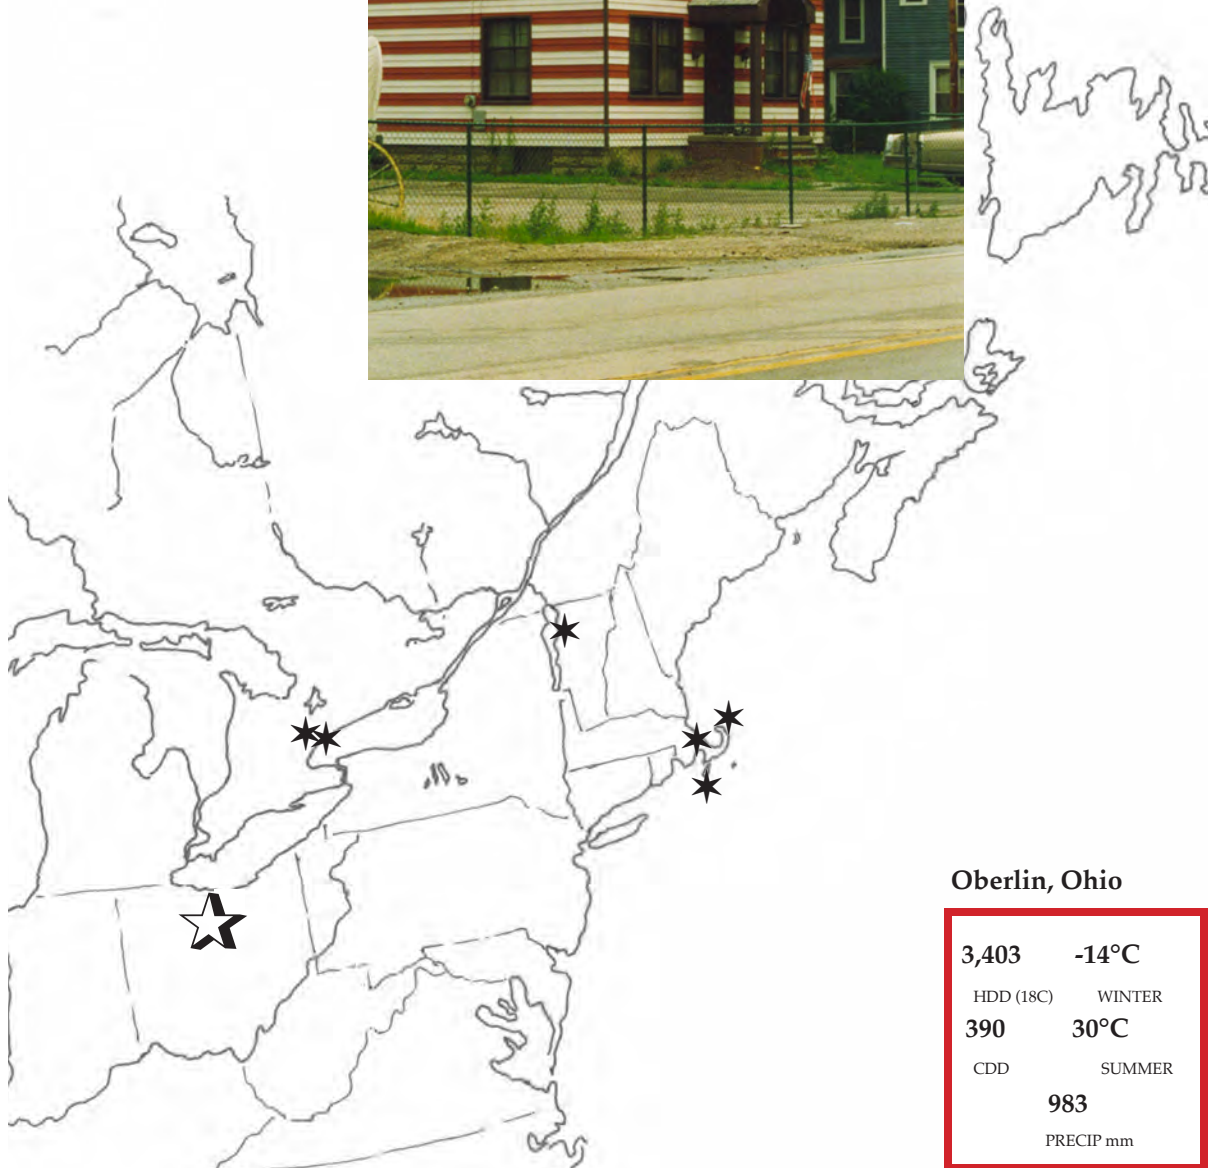 Oberlin, Ohio
3,403 -14°C
HDD (18C) WINTER
390 30°C
CDD SUMMER
983
PRECIP mm